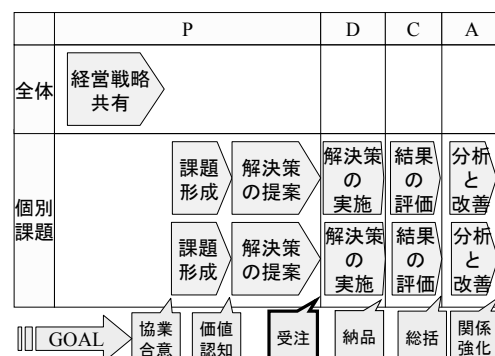 P D C A
全体
経営戦略
共有
個別
課題
課題
形成
解決策
の提案
解決策
の
実施
結果
の
評価
分析
と
改善
課題
形成
解決策
の提案
解決策
の
実施
結果
の
評価
分析
と
改善
GOAL
協業
合意
価値
認知
受注
納品
総括
関係
強化